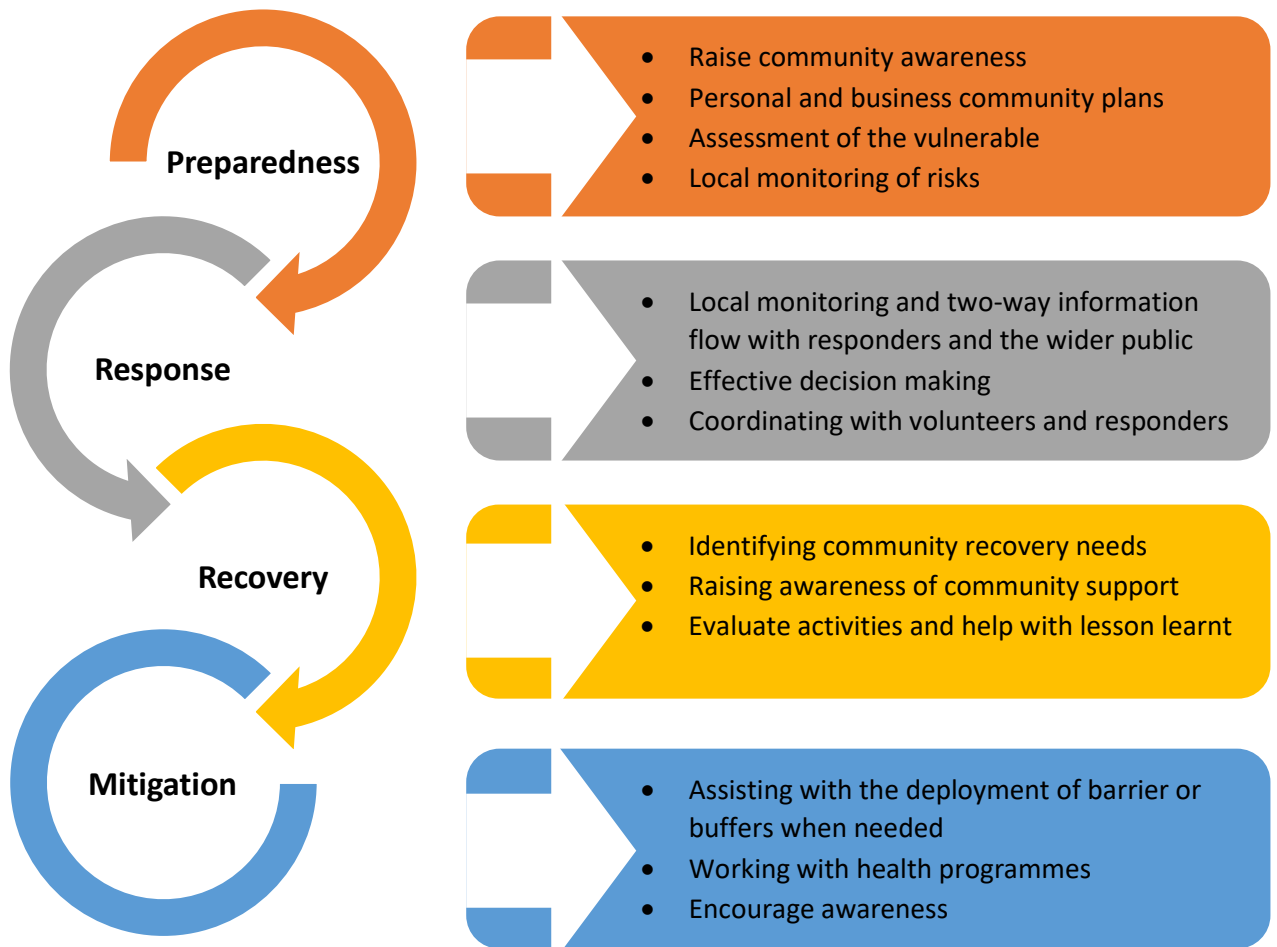 Preparedness
• Raise community awareness
• Personal and business community plans
• Assessment of the vulnerable
• Local monitoring of risks
Response
• Local monitoring and two-way information
flow with responders and the wider public
• Effective decision making
• Coordinating with volunteers and responders
Recovery
• Identifying community recovery needs
• Raising awareness of community support
• Evaluate activities and help with lesson learnt
Mitigation
• Assisting with the deployment of barrier or
buffers when needed
• Working with health programmes
• Encourage awareness